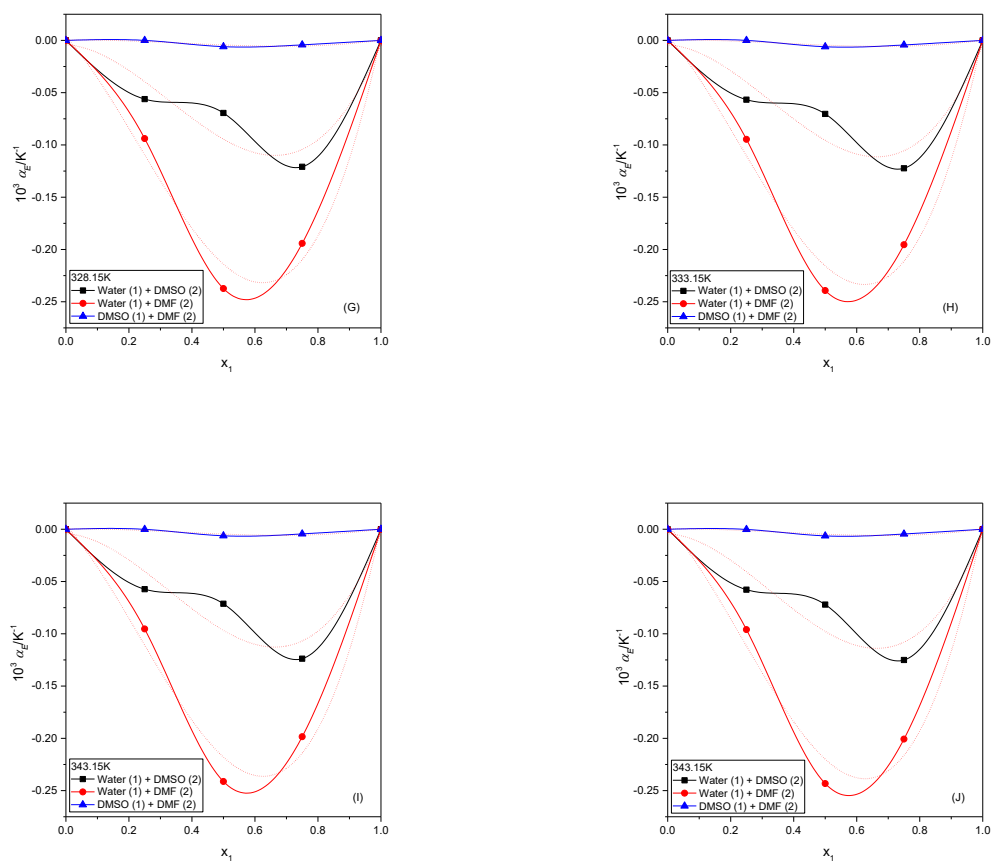 0.00
-0.05
-0.10
-0.15
-0.20
-0.25
10³ αE/K⁻¹
328.15K
Water (1) + DMSO (2)
Water (1) + DMF (2)
DMSO (1) + DMF (2)
(G)
0.0 0.2 0.4 0.6 0.8 1.0
x₁
0.00
-0.05
-0.10
-0.15
-0.20
-0.25
10³ αE/K⁻¹
333.15K
Water (1) + DMSO (2)
Water (1) + DMF (2)
DMSO (1) + DMF (2)
(H)
0.0 0.2 0.4 0.6 0.8 1.0
x₁
0.00
-0.05
-0.10
-0.15
-0.20
-0.25
10³ αE/K⁻¹
343.15K
Water (1) + DMSO (2)
Water (1) + DMF (2)
DMSO (1) + DMF (2)
(I)
0.0 0.2 0.4 0.6 0.8 1.0
x₁
0.00
-0.05
-0.10
-0.15
-0.20
-0.25
10³ αE/K⁻¹
343.15K
Water (1) + DMSO (2)
Water (1) + DMF (2)
DMSO (1) + DMF (2)
(J)
0.0 0.2 0.4 0.6 0.8 1.0
x₁